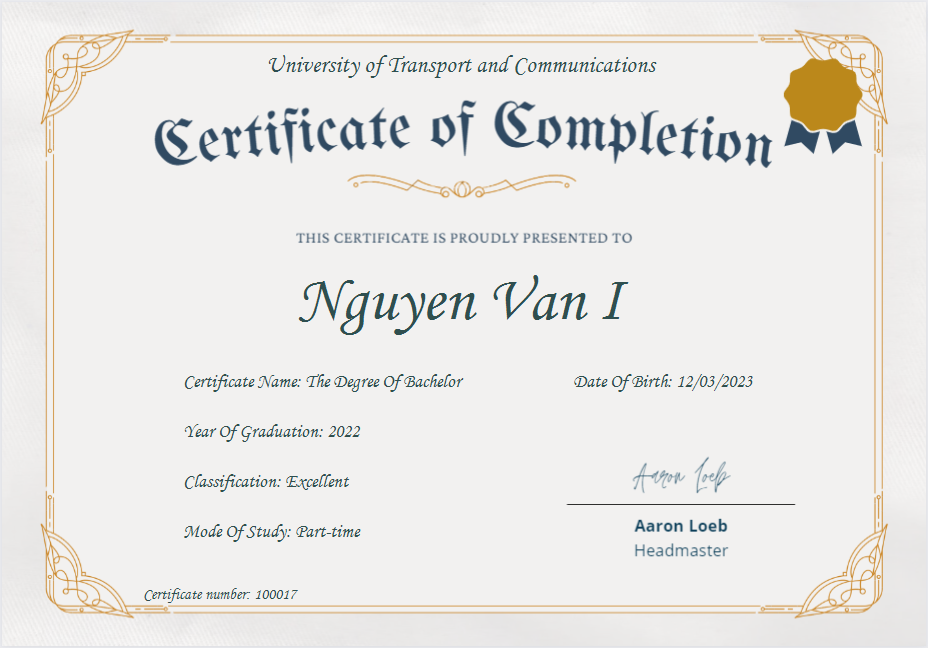 University of Transport and Communications
Certificate of Completion
THIS CERTIFICATE IS PROUDLY PRESENTED TO
Nguyen Van I
Certificate Name: The Degree Of Bachelor
Date Of Birth: 12/03/2023
Year Of Graduation: 2022
Classification: Excellent
Aaron Loeb
Mode Of Study: Part-time
Aaron Loeb
Headmaster
Certificate number: 100017